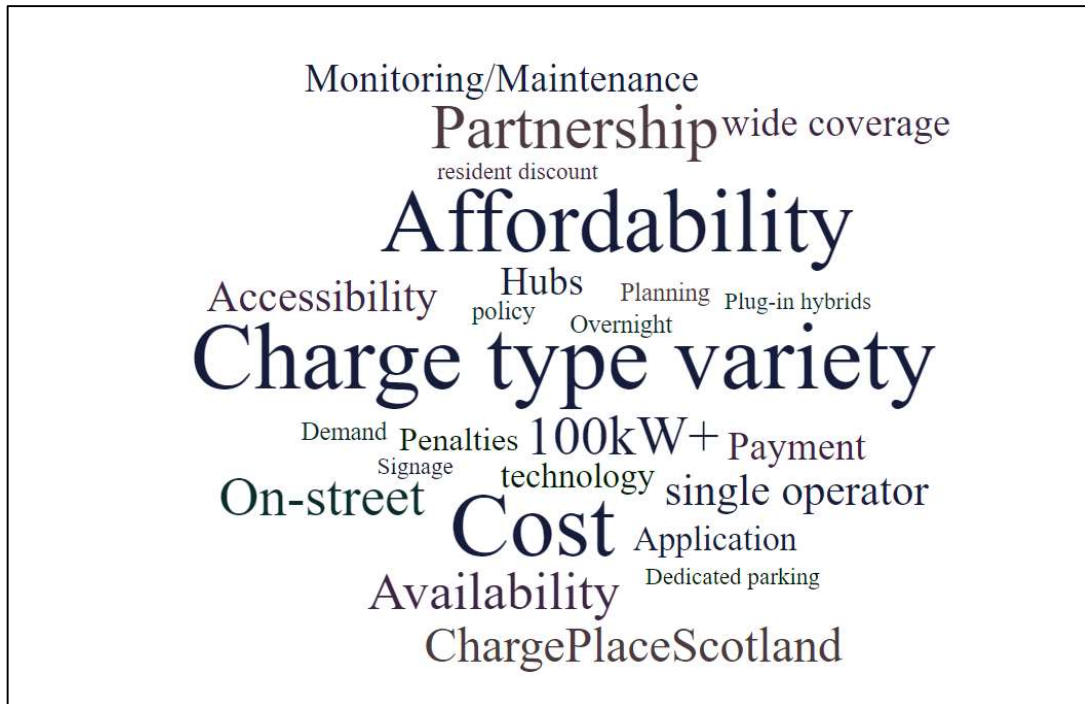 Monitoring/Maintenance
Partnership wide coverage
resident discount
Affordability
Accessibility Hubs Planning Plug-in hybrids
policy Overnight
Charge type variety
Demand Penalties 100kW+ Payment
Signage technology
On-street single operator
Cost Application
Availability Dedicated parking
ChargePlaceScotland